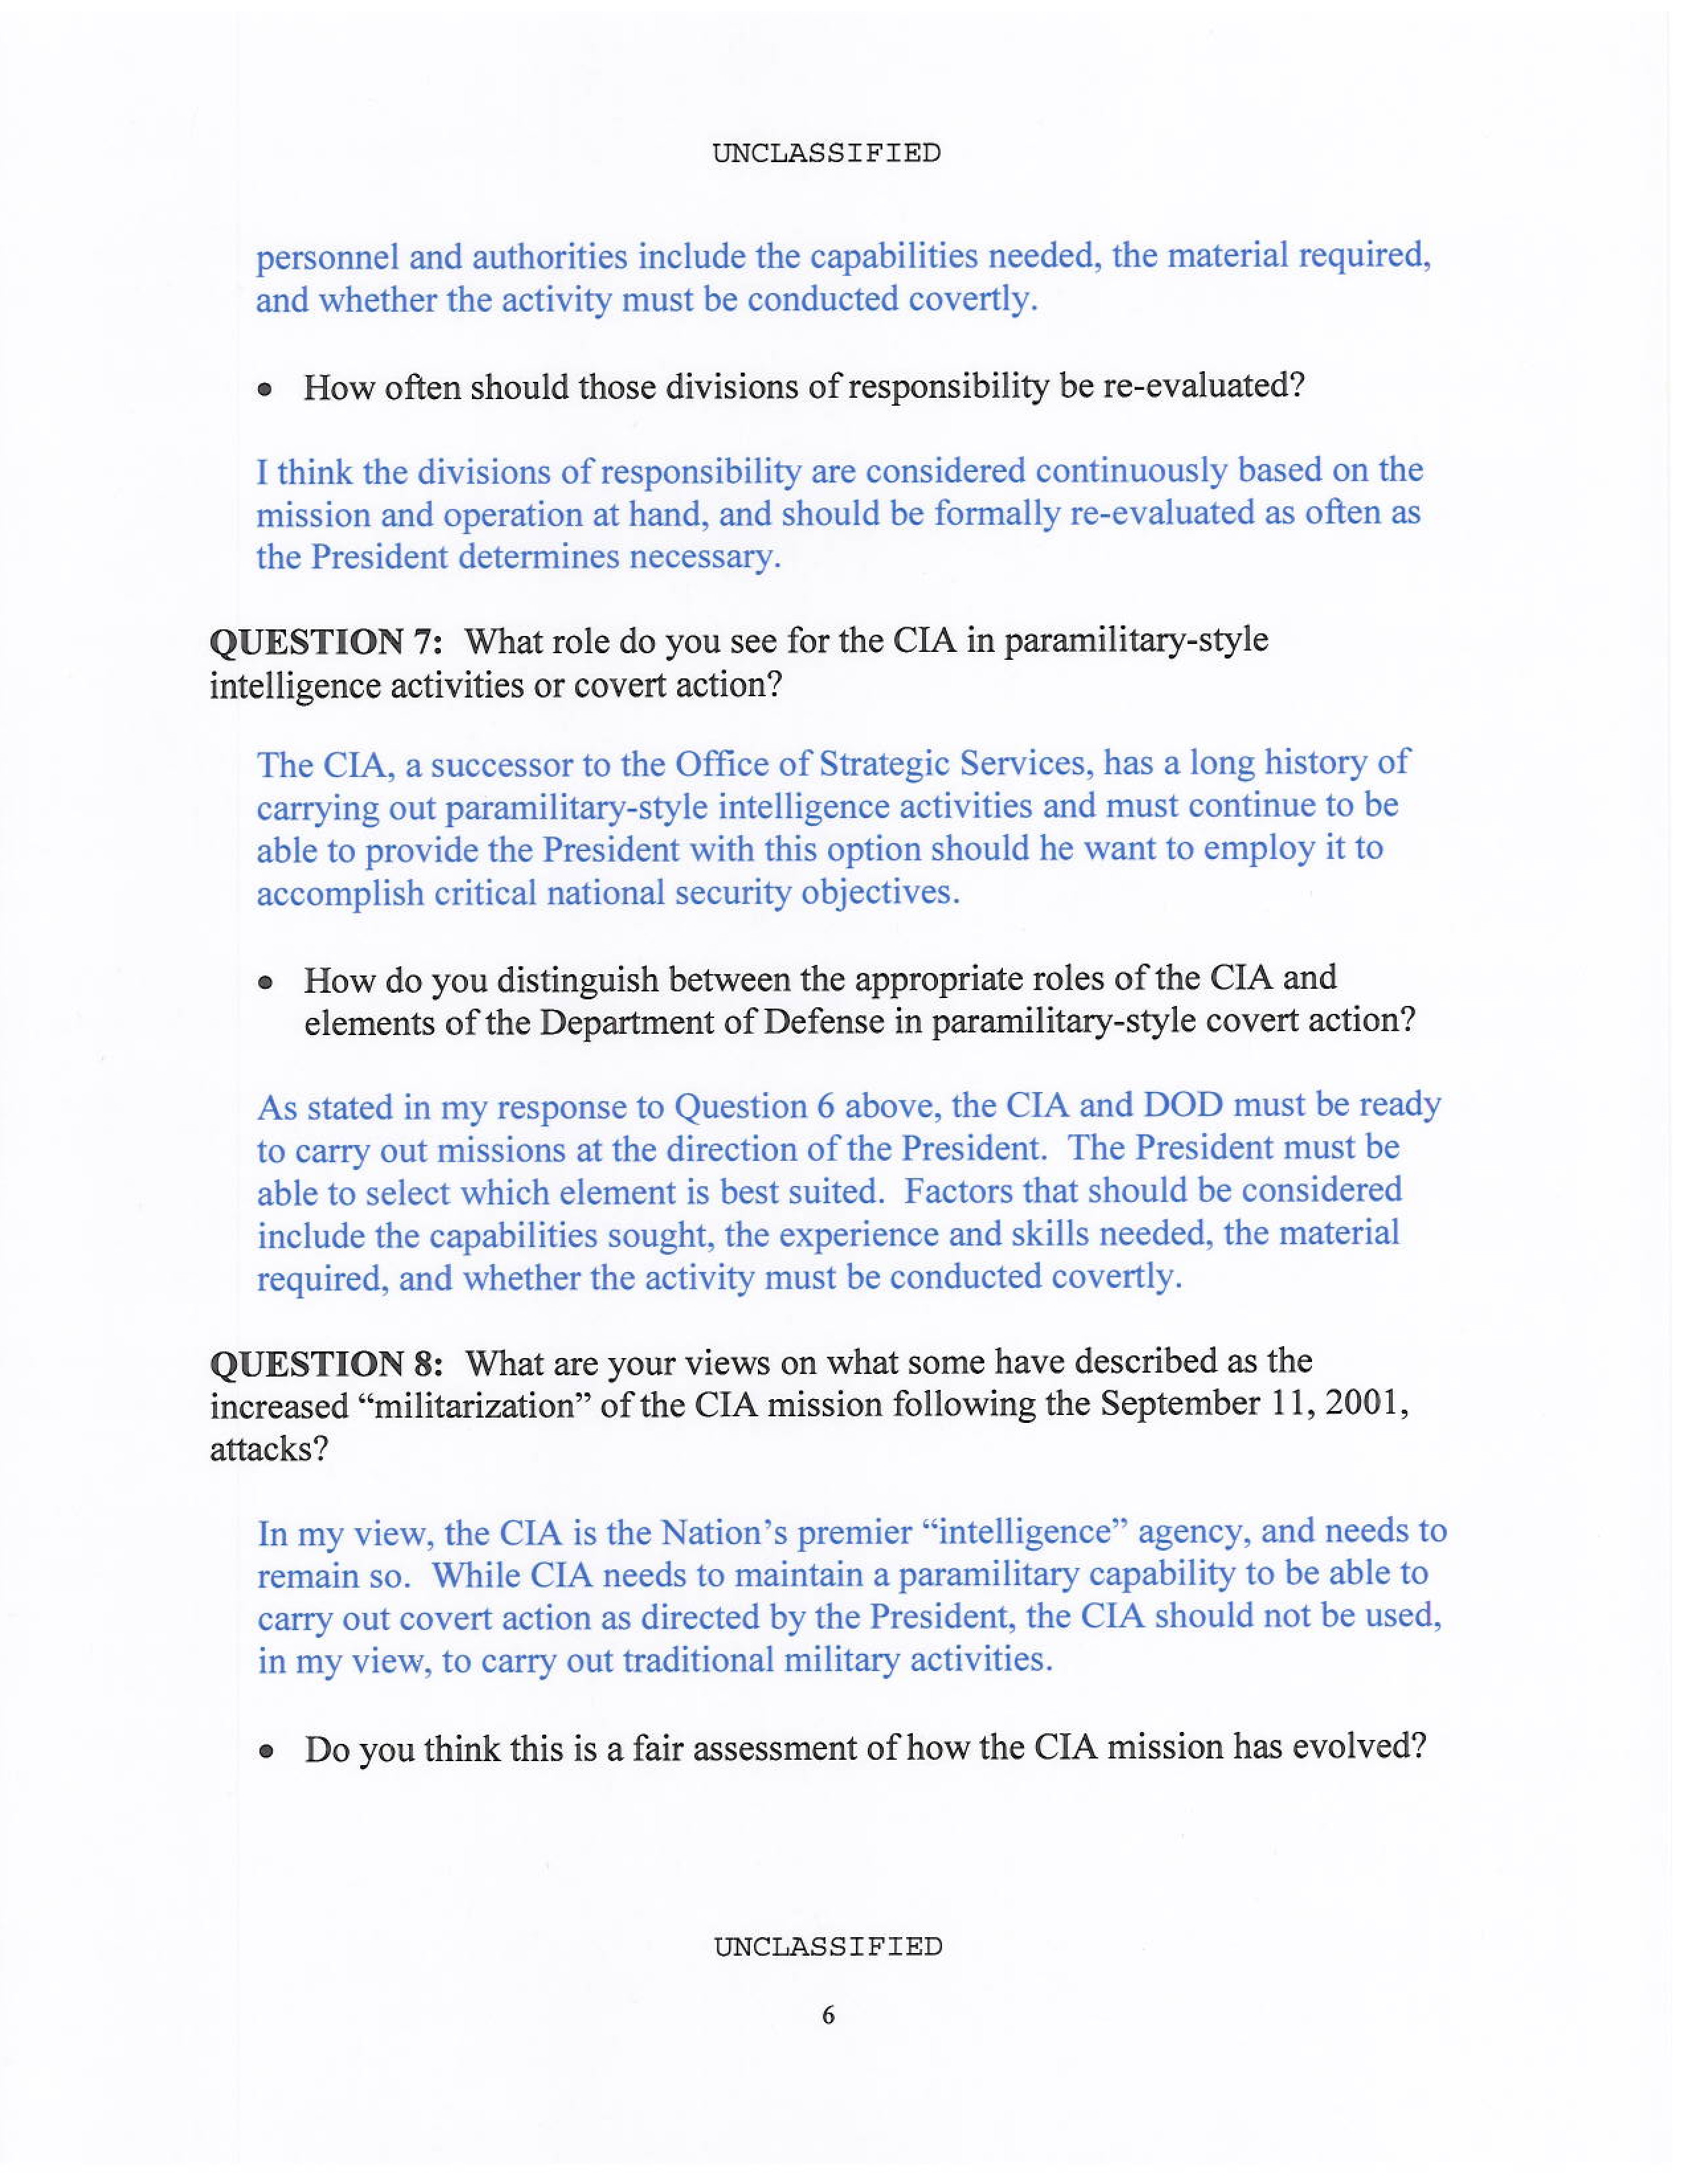 UNCLASSIFIED
personnel and authorities include the capabilities needed, the material required,
and whether the activity must be conducted covertly.
• How often should those divisions of responsibility be re-evaluated?
I think the divisions of responsibility are considered continuously based on the
mission and operation at hand, and should be formally re-evaluated as often as
the President determines necessary.
QUESTION 7: What role do you see for the CIA in paramilitary-style
intelligence activities or covert action?
The CIA, a successor to the Office of Strategic Services, has a long history of
carrying out paramilitary-style intelligence activities and must continue to be
able to provide the President with this option should he want to employ it to
accomplish critical national security objectives.
• How do you distinguish between the appropriate roles of the CIA and
elements of the Department of Defense in paramilitary-style covert action?
As stated in my response to Question 6 above, the CIA and DOD must be ready
to carry out missions at the direction of the President. The President must be
able to select which element is best suited. Factors that should be considered
include the capabilities sought, the experience and skills needed, the material
required, and whether the activity must be conducted covertly.
QUESTION 8: What are your views on what some have described as the
increased “militarization” of the CIA mission following the September 11, 2001,
attacks?
In my view, the CIA is the Nation’s premier “intelligence” agency, and needs to
remain so. While CIA needs to maintain a paramilitary capability to be able to
carry out covert action as directed by the President, the CIA should not be used,
in my view, to carry out traditional military activities.
• Do you think this is a fair assessment of how the CIA mission has evolved?
UNCLASSIFIED
6